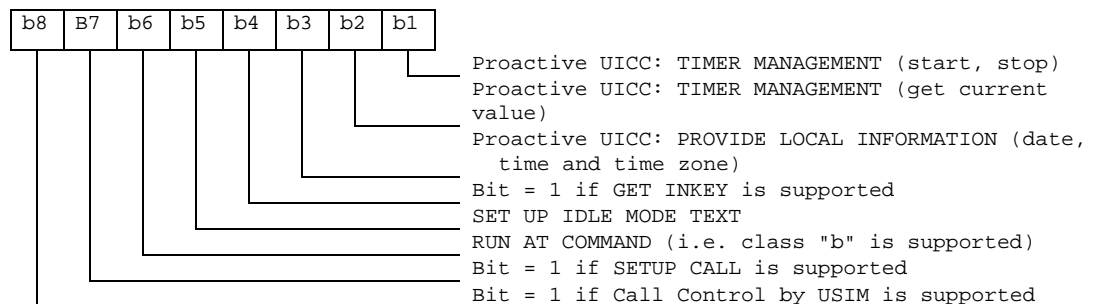 b8 B7 b6 b5 b4 b3 b2 b1
Proactive UICC: TIMER MANAGEMENT (start, stop)
Proactive UICC: TIMER MANAGEMENT (get current
value)
Proactive UICC: PROVIDE LOCAL INFORMATION (date,
time and time zone)
Bit = 1 if GET INKEY is supported
SET UP IDLE MODE TEXT
RUN AT COMMAND (i.e. class "b" is supported)
Bit = 1 if SETUP CALL is supported
Bit = 1 if Call Control by USIM is supported